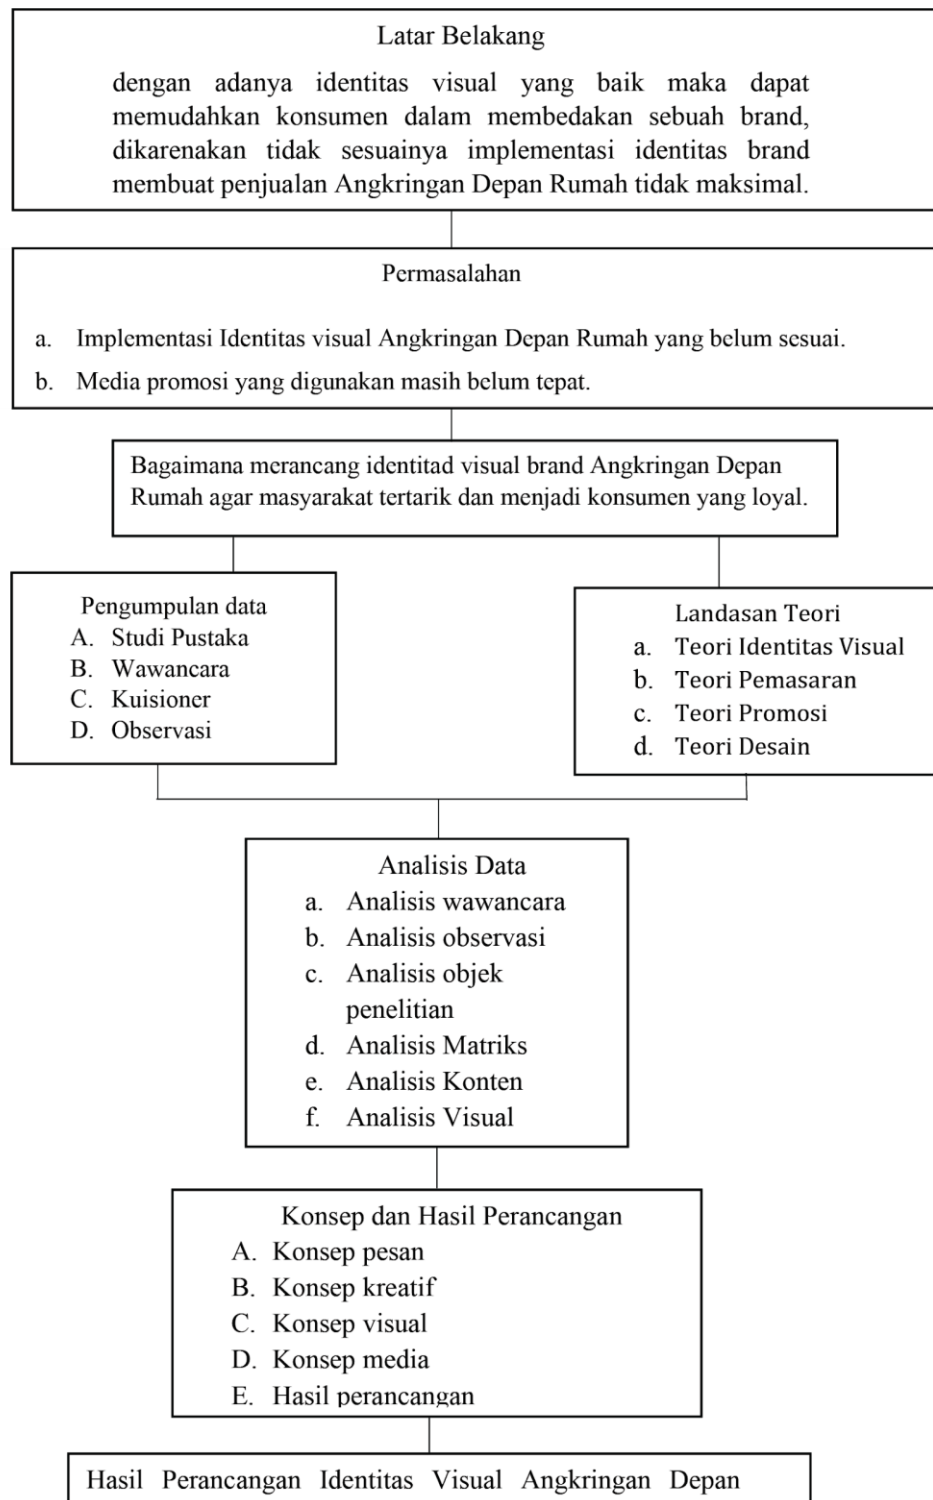 Latar Belakang
dengan adanya identitas visual yang baik maka dapat
memudahkan konsumen dalam membedakan sebuah brand,
dikarenakan tidak sesuainya implementasi identitas brand
membuat penjualan Angkringan Depan Rumah tidak maksimal.
Permasalahan
a. Implementasi Identitas visual Angkringan Depan Rumah yang belum sesuai.
b. Media promosi yang digunakan masih belum tepat.
Bagaimana merancang identitad visual brand Angkringan Depan
Rumah agar masyarakat tertarik dan menjadi konsumen yang loyal.
Pengumpulan data
A. Studi Pustaka
B. Wawancara
C. Kuisioner
D. Observasi
Landasan Teori
a. Teori Identitas Visual
b. Teori Pemasaran
c. Teori Promosi
d. Teori Desain
Analisis Data
a. Analisis wawancara
b. Analisis observasi
c. Analisis objek
penelitian
d. Analisis Matriks
e. Analisis Konten
f. Analisis Visual
Konsep dan Hasil Perancangan
A. Konsep pesan
B. Konsep kreatif
C. Konsep visual
D. Konsep media
E. Hasil perancangan
Hasil Perancangan Identitas Visual Angkringan Depan